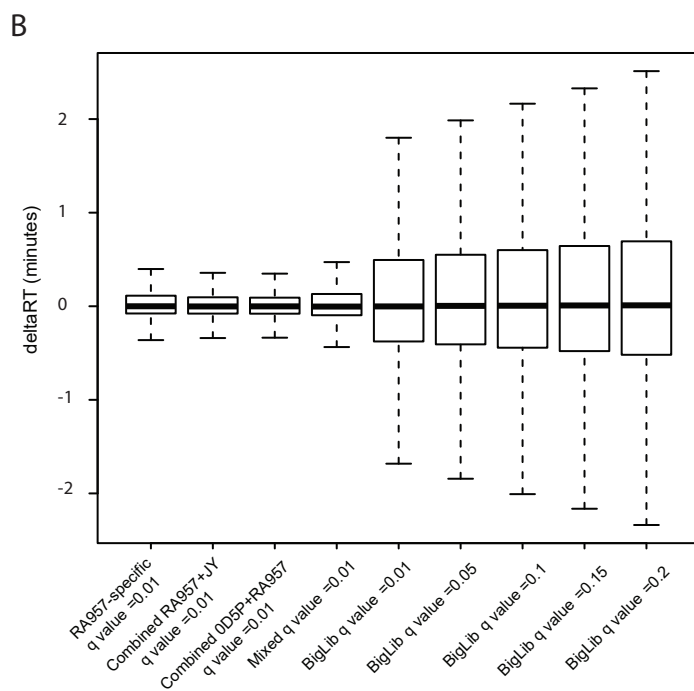 B
deltaRT (minutes)
2
1
0
-1
-2
RA957-specific
q value =0.01
Combined RA957+JY
q value =0.01
Combined 0D5P+RA957
q value =0.01
Mixed q value =0.01
BigLib q value =0.01
BigLib q value =0.05
BigLib q value =0.1
BigLib q value =0.15
BigLib q value =0.2